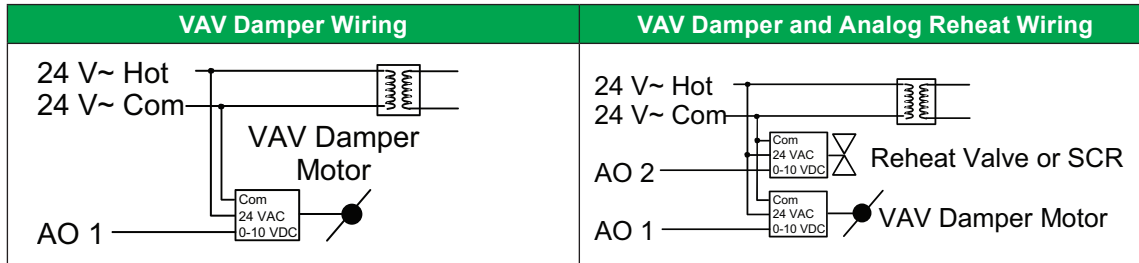 VAV Damper Wiring
24 V~ Hot
24 V~ Com
VAV Damper
Motor
Com
24 VAC
0-10 VDC
AO 1
VAV Damper and Analog Reheat Wiring
24 V~ Hot
24 V~ Com
Com
24 VAC
0-10 VDC
Reheat Valve or SCR
AO 2
Com
24 VAC
0-10 VDC
VAV Damper Motor
AO 1